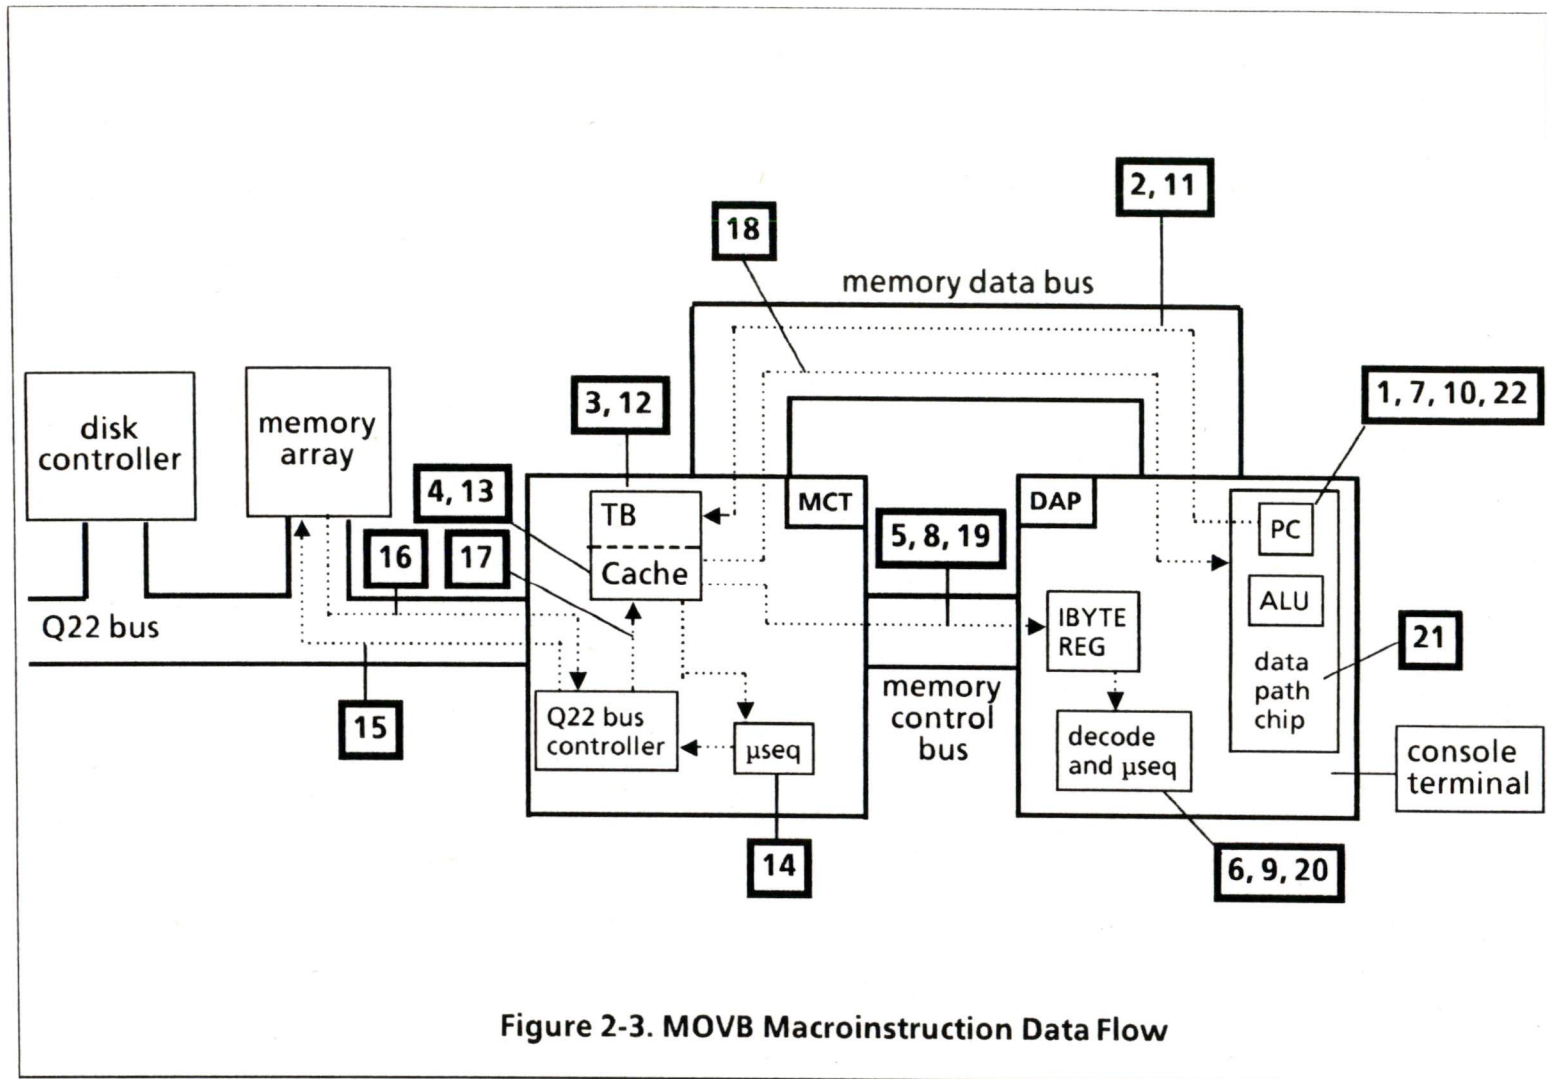 2, 11
18
memory data bus
3, 12
1, 7, 10, 22
disk
controller
memory
array
4, 13
TB
MCT
DAP
PC
16
17
Cache
5, 8, 19
ALU
Q22 bus
IBYTE
REG
21
data
path
chip
15
Q22 bus
controller
µseq
memory
control
bus
decode
and µseq
console
terminal
14
6, 9, 20
Figure 2-3. MOVB Macroinstruction Data Flow